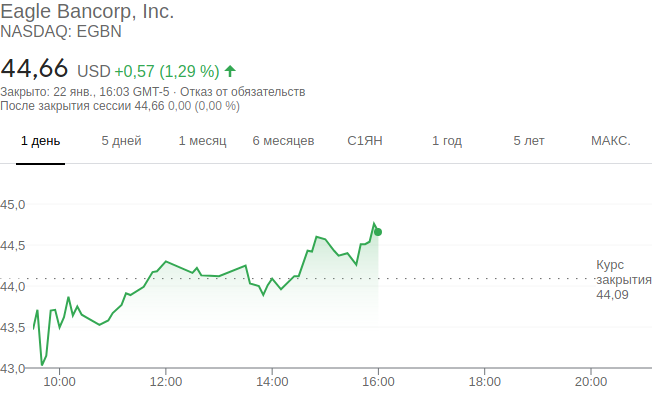 Eagle Bancorp, Inc.
NASDAQ: EGBN
44,66 USD +0,57 (1,29 %)
Закрыто: 22 янв., 16:03 GMT-5 · Отказ от обязательств
После закрытия сессии 44,66 0,00 (0,00 %)
1 день 5 дней 1 месяц 6 месяцев С1ЯН 1 год 5 лет МАКС.
45,0
44,5
Курс
закрытия
44,09
44,0
43,5
43,0
10:00 12:00 14:00 16:00 18:00 20:00